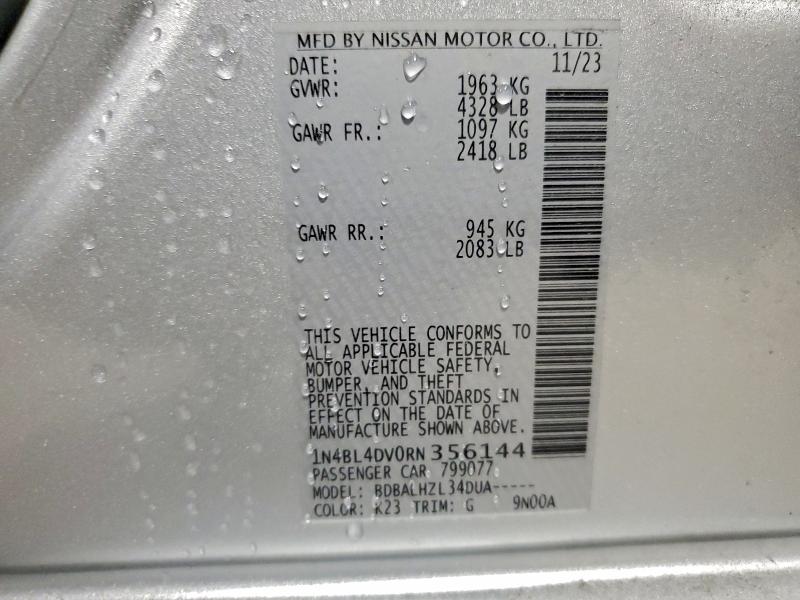 MFD BY NISSAN MOTOR CO., LTD.
DATE: 11/23
GVWR: 1963 KG
4328 LB
GAWR FR.: 1097 KG
2418 LB
GAWR RR.: 945 KG
2083 LB
THIS VEHICLE CONFORMS TO
ALL APPLICABLE FEDERAL
MOTOR VEHICLE SAFETY,
BUMPER, AND THEFT
PREVENTION STANDARDS IN
EFFECT ON THE DATE OF
MANUFACTURE SHOWN ABOVE.
1N4BL4DV0RN356144
PASSENGER CAR 799077
MODEL: BDBALHZL34DUA-----
COLOR: K23 TRIM: G 9N00A